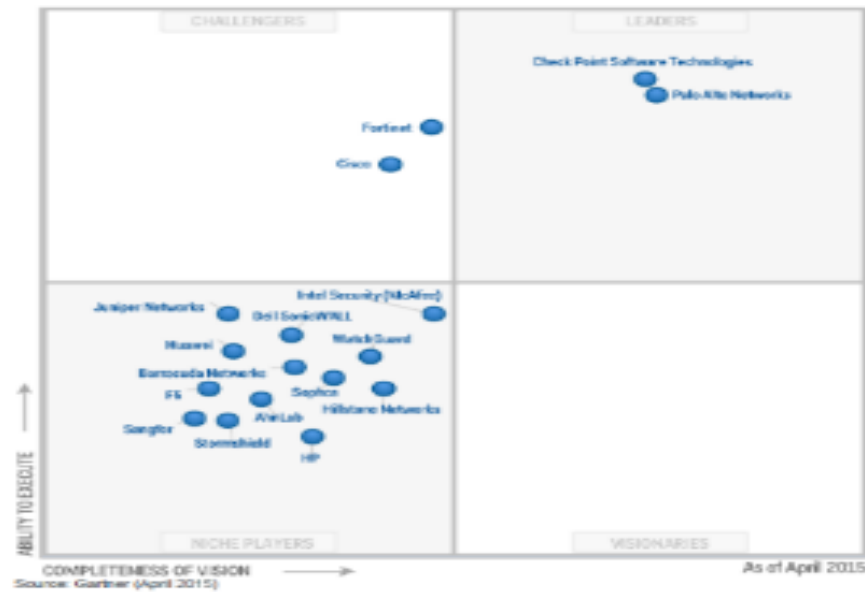 CHALLENGERS
LEADERS
Check Point Software Technologies
Palo Alto Networks
Fortinet
Cisco
Intel Security (McAfee)
Juniper Networks
Dell SonicWALL
WatchGuard
Huawei
Barracuda Networks
Sophos
F5
Hillstone Networks
AhnLab
Sangfor
Stormshield
HP
ABILITY TO EXECUTE
NICHE PLAYERS
VISIONARIES
COMPLETENESS OF VISION
As of April 2015
Source: Gartner (April 2015)